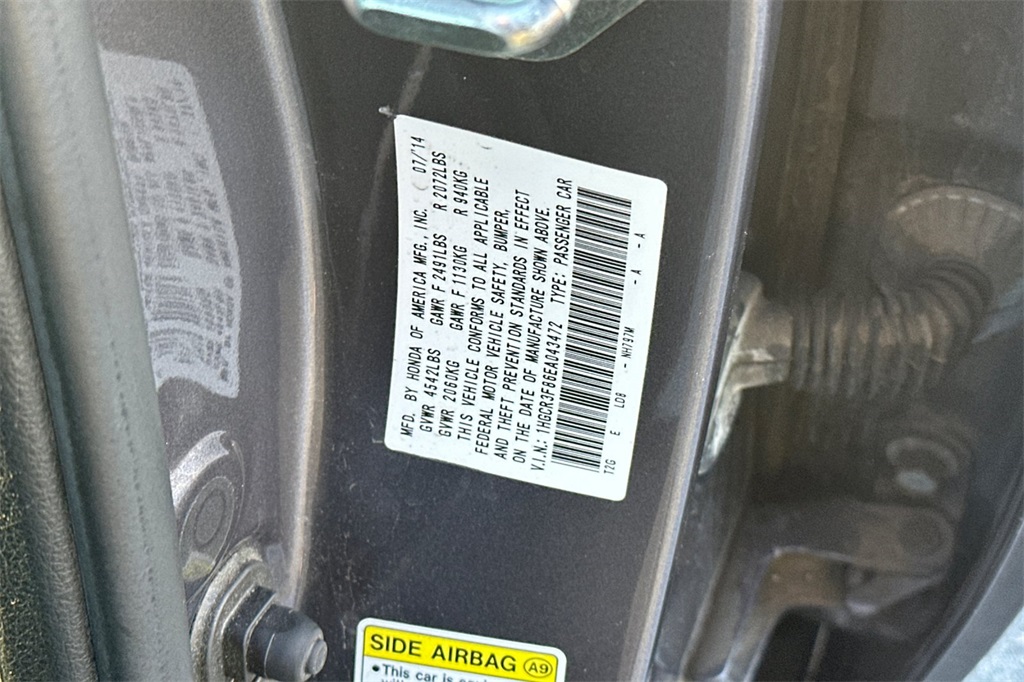 MFD. BY HONDA OF AMERICA MFG., INC. 07/'14
GVWR 4542LBS GAWR F 2491LBS R 2072LBS
GVWR 2060KG GAWR F 1130KG R 940KG
THIS VEHICLE CONFORMS TO ALL APPLICABLE
FEDERAL MOTOR VEHICLE SAFETY, BUMPER,
AND THEFT PREVENTION STANDARDS IN EFFECT
ON THE DATE OF MANUFACTURE SHOWN ABOVE.
V.I.N.: 1HGCR3F86EA043472 TYPE: PASSENGER CAR
T2G E LD8 - NH797M - A - A
SIDE AIRBAG A9
• This car is